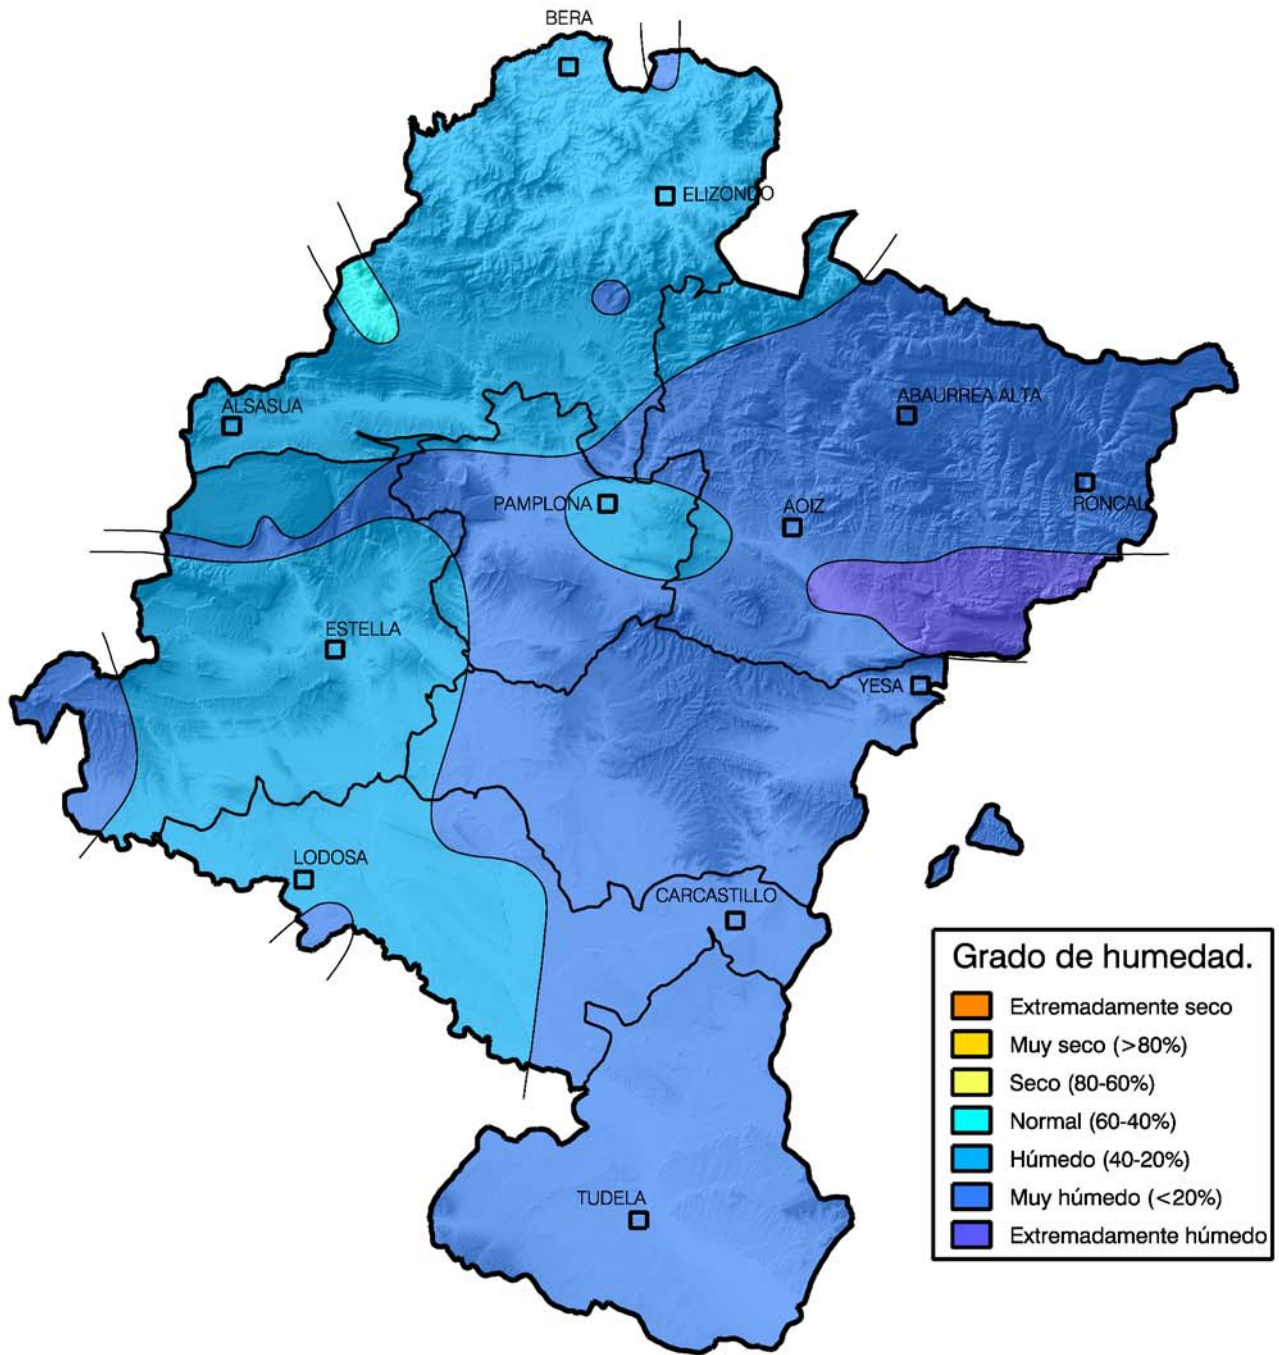 BERA
ELIZONDO
ABAURREA ALTA
ALSASUA
RONCAL
PAMPLONA
AOIZ
ESTELLA
YESA
LODOSA
CARCASTILLO
TUDELA
Grado de humedad.
Extremadamente seco
Muy seco (>80%)
Seco (80-60%)
Normal (60-40%)
Húmedo (40-20%)
Muy húmedo (<20%)
Extremadamente húmedo